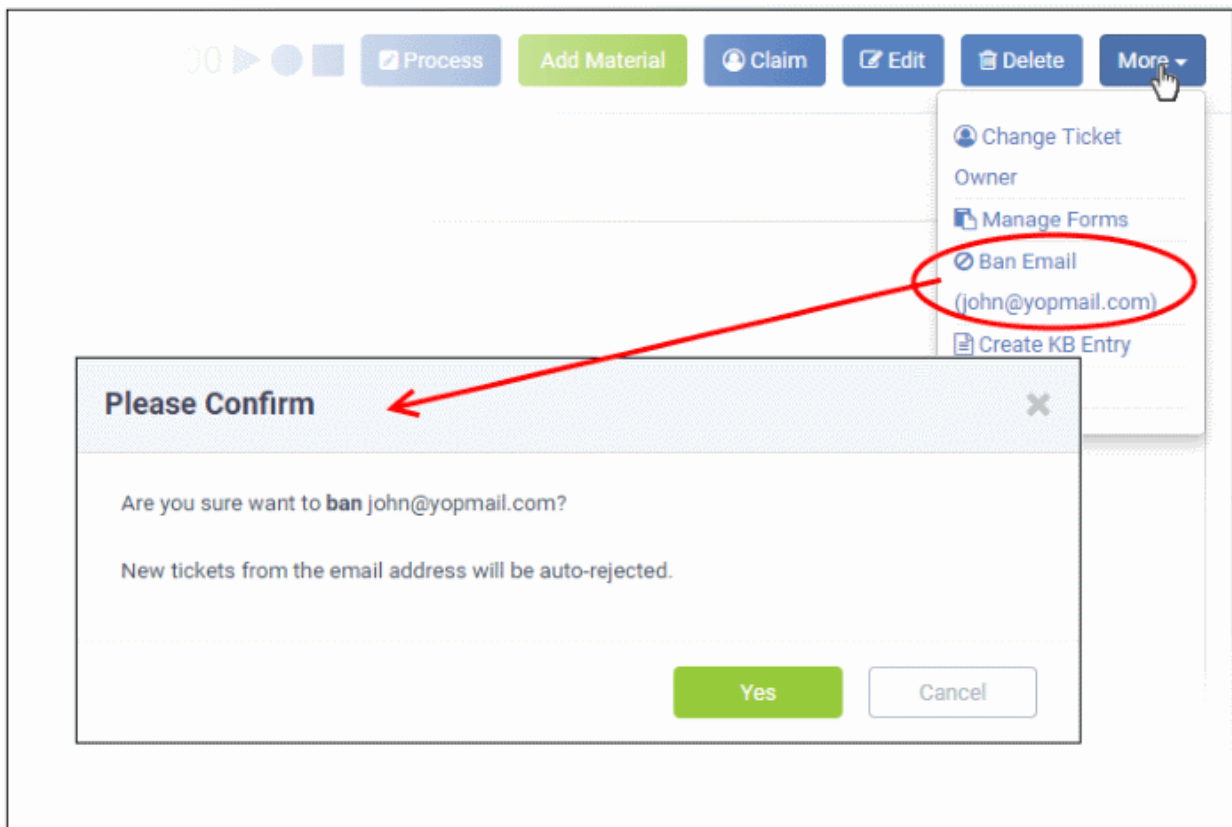 Process Add Material Claim Edit Delete More
Change Ticket
Owner
Manage Forms
Ban Email
(john@yopmail.com)
Create KB Entry
Please Confirm
Are you sure want to ban john@yopmail.com?
New tickets from the email address will be auto-rejected.
Yes Cancel